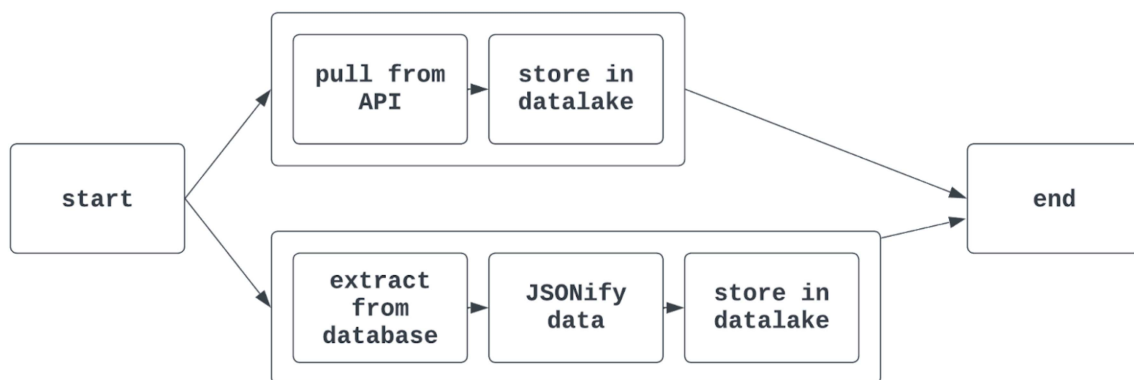 pull from
API
store in
datalake
start
end
extract
from
database
JSONify
data
store in
datalake